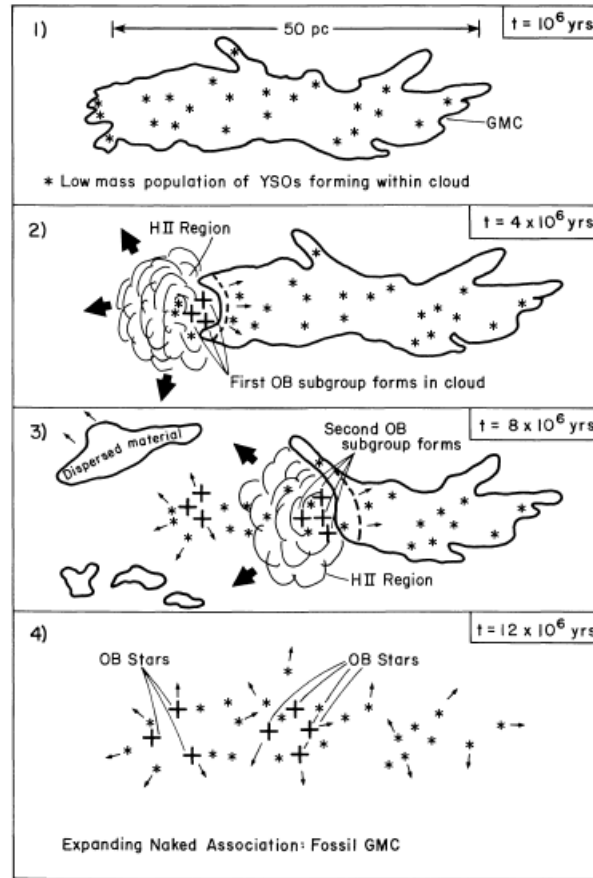 1)
50 pc
t = 10⁶ yrs
GMC
* Low mass population of YSOs forming within cloud
2)
HII Region
t = 4 x 10⁶ yrs
First OB subgroup forms in cloud
3)
Dispersed material
Second OB
subgroup forms
t = 8 x 10⁶ yrs
HII Region
4)
t = 12 x 10⁶ yrs
OB Stars
OB Stars
Expanding Naked Association: Fossil GMC